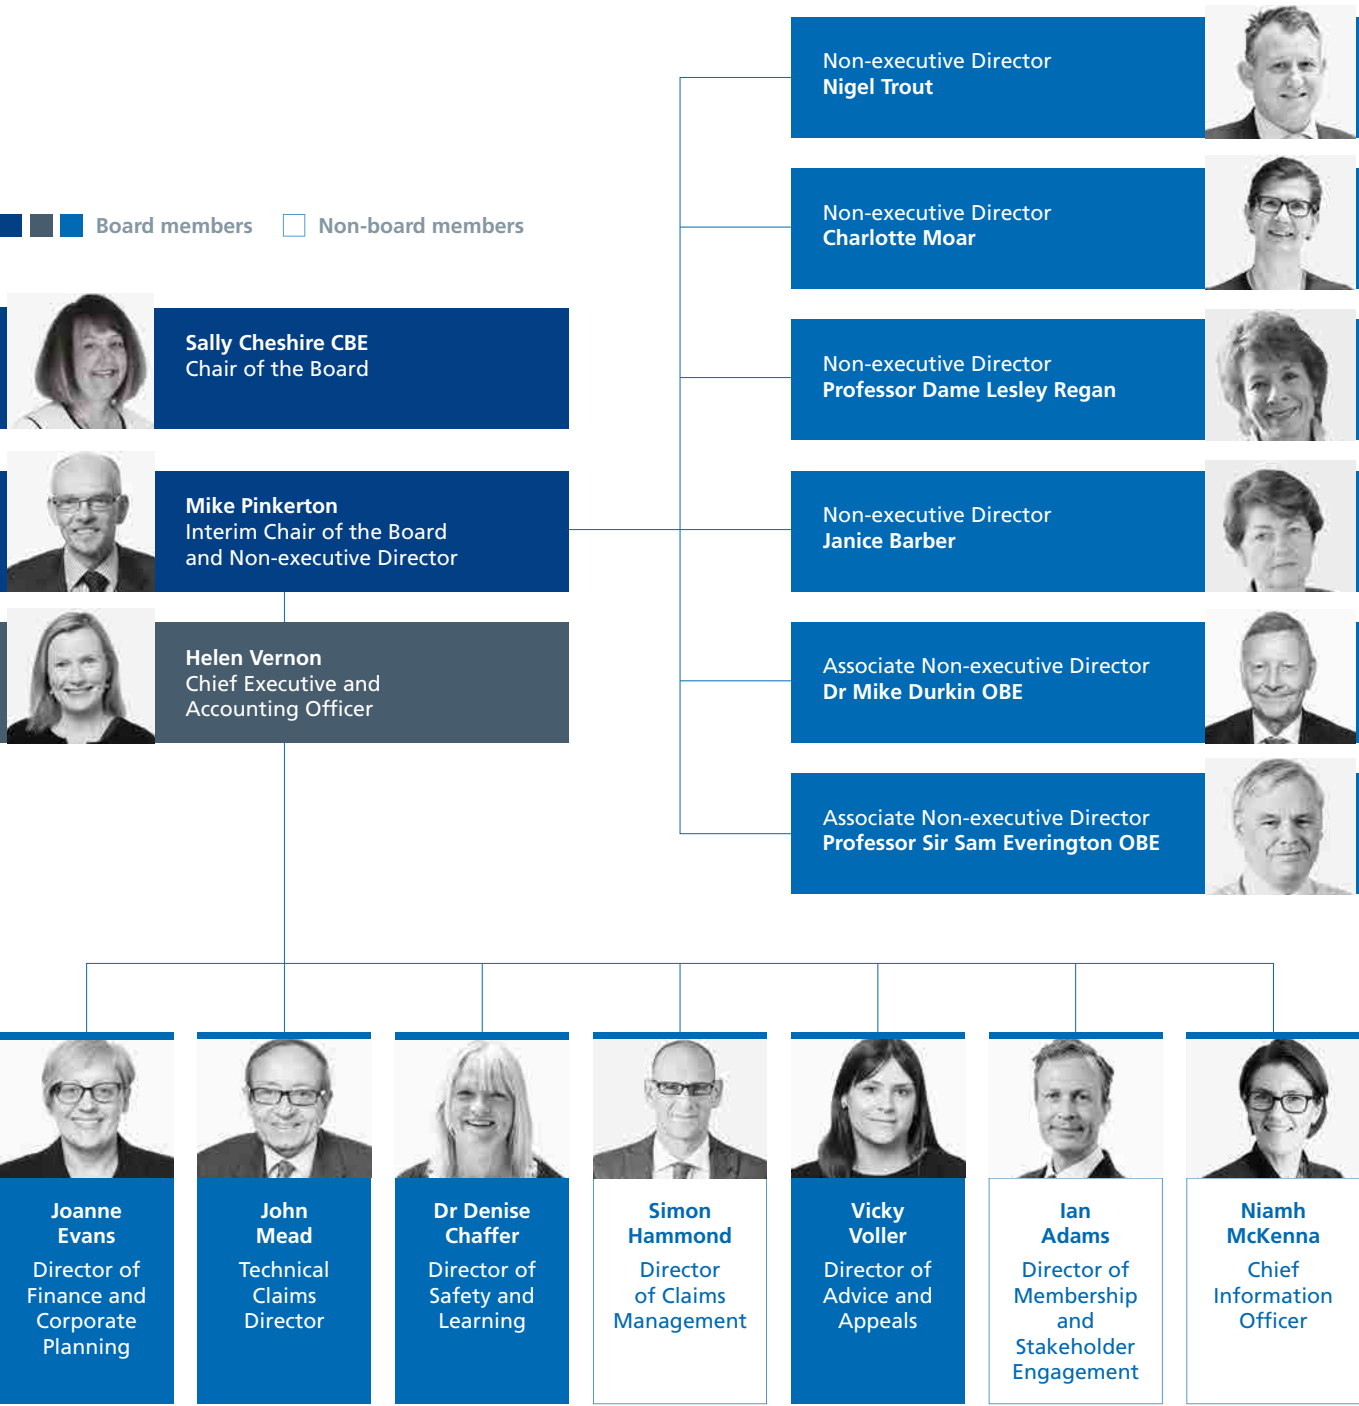 Board members
Non-board members
Sally Cheshire CBE
Chair of the Board
Mike Pinkerton
Interim Chair of the Board
and Non-executive Director
Helen Vernon
Chief Executive and
Accounting Officer
Non-executive Director
Nigel Trout
Non-executive Director
Charlotte Moar
Non-executive Director
Professor Dame Lesley Regan
Non-executive Director
Janice Barber
Associate Non-executive Director
Dr Mike Durkin OBE
Associate Non-executive Director
Professor Sir Sam Everington OBE
Joanne
Evans
Director of
Finance and
Corporate
Planning
John
Mead
Technical
Claims
Director
Dr Denise
Chaffer
Director of
Safety and
Learning
Simon
Hammond
Director
of Claims
Management
Vicky
Voller
Director of
Advice and
Appeals
Ian
Adams
Director of
Membership
and
Stakeholder
Engagement
Niamh
McKenna
Chief
Information
Officer